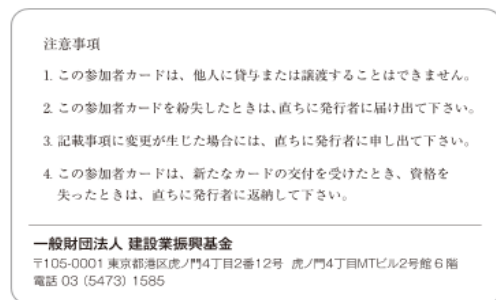 注意事項
1. この参加者カードは、他人に貸与または譲渡することはできません。
2. この参加者カードを紛失したときは、直ちに発行者に届け出て下さい。
3. 記載事項に変更が生じた場合には、直ちに発行者に申し出て下さい。
4. この参加者カードは、新たなカードの交付を受けたとき、資格を
失ったときは、直ちに発行者に返納して下さい。
一般財団法人 建設業振興基金
〒105-0001 東京都港区虎ノ門4丁目2番12号 虎ノ門4丁目MTビル2号館 6 階
電話 03 (5473) 1585